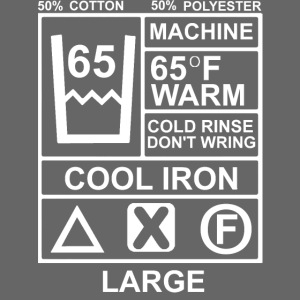 50% COTTON 50% POLYESTER
65
MACHINE
65°F
WARM
COLD RINSE
DON'T WRING
COOL IRON
X F
LARGE